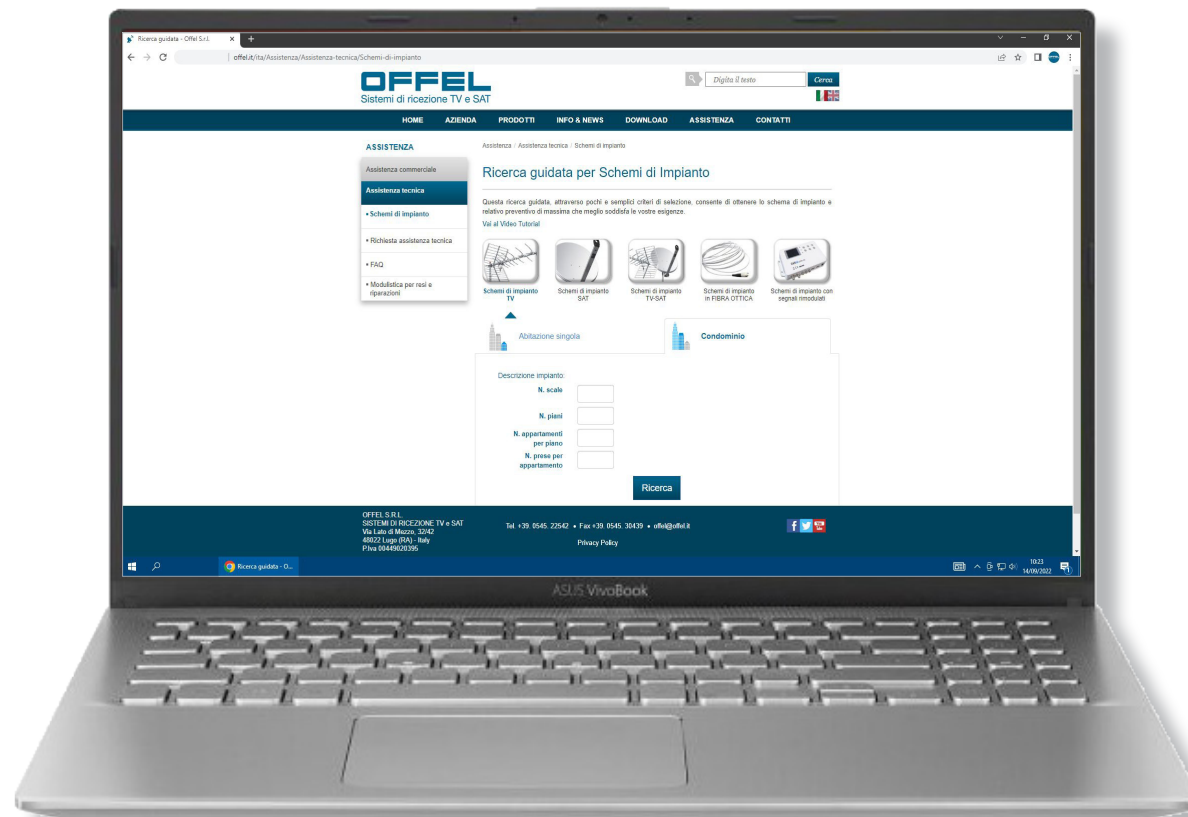 Ricerca guidata - Offel S.r.l.
offel.it/ita/Assistenza/Assistenza-tecnica/Schemi-di-impianto
OFFEL
Sistemi di ricezione TV e SAT
Digita il testo
Cerca
HOME AZIENDA PRODOTTI INFO & NEWS DOWNLOAD ASSISTENZA CONTATTI
ASSISTENZA
Assistenza commerciale
Assistenza tecnica
• Schemi di impianto
• Richiesta assistenza tecnica
• FAQ
• Modulistica per resi e
riparazioni
Assistenza / Assistenza tecnica / Schemi di impianto
Ricerca guidata per Schemi di Impianto
Questa ricerca guidata, attraverso pochi e semplici criteri di selezione, consente di ottenere lo schema di impianto e
relativo preventivo di massima che meglio soddisfa le vostre esigenze.
Vai al Video Tutorial
Schemi di impianto
TV
Schemi di impianto
SAT
Schemi di impianto
TV-SAT
Schemi di impianto
in FIBRA OTTICA
Schemi di impianto con
segnali rimodulati
Abitazione singola
Condominio
Descrizione impianto
N. scale
N. piani
N. appartamenti
per piano
N. prese per
appartamento
Ricerca
OFFEL S.R.L.
SISTEMI DI RICEZIONE TV e SAT
Via Lato di Mezzo, 32/42
48022 Lugo (RA) - Italy
P.Iva 00449020395
Tel. +39. 0545. 22542 • Fax +39. 0545. 30439 • offel@offel.it
Privacy Policy
Ricerca guidata - O...
10:23
14/09/2022
ASUS VivoBook